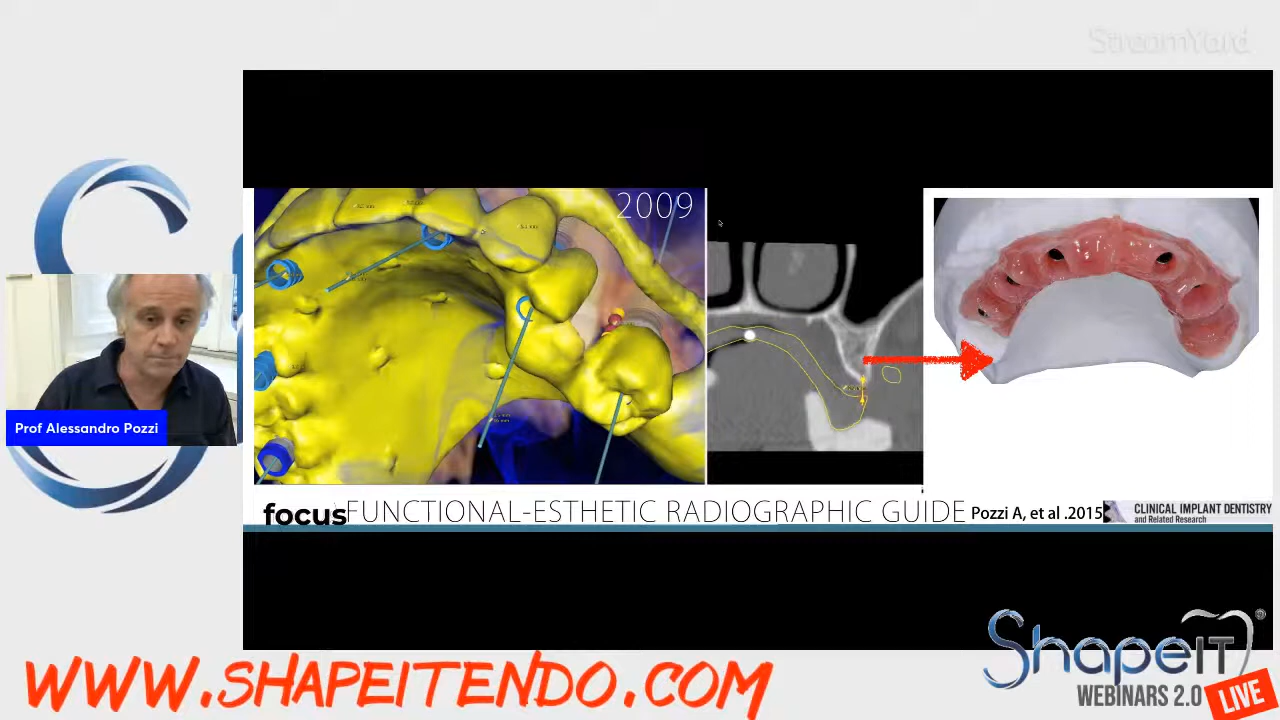 StreamYard
2009
Prof Alessandro Pozzi
focus FUNCTIONAL-ESTHETIC RADIOGRAPHIC GUIDE Pozzi A, et al .2015 CLINICAL IMPLANT DENTISTRY
and Related Research
WWW.SHAPEITENDO.COM
ShapeIT ®
WEBINARS 2.0 LIVE